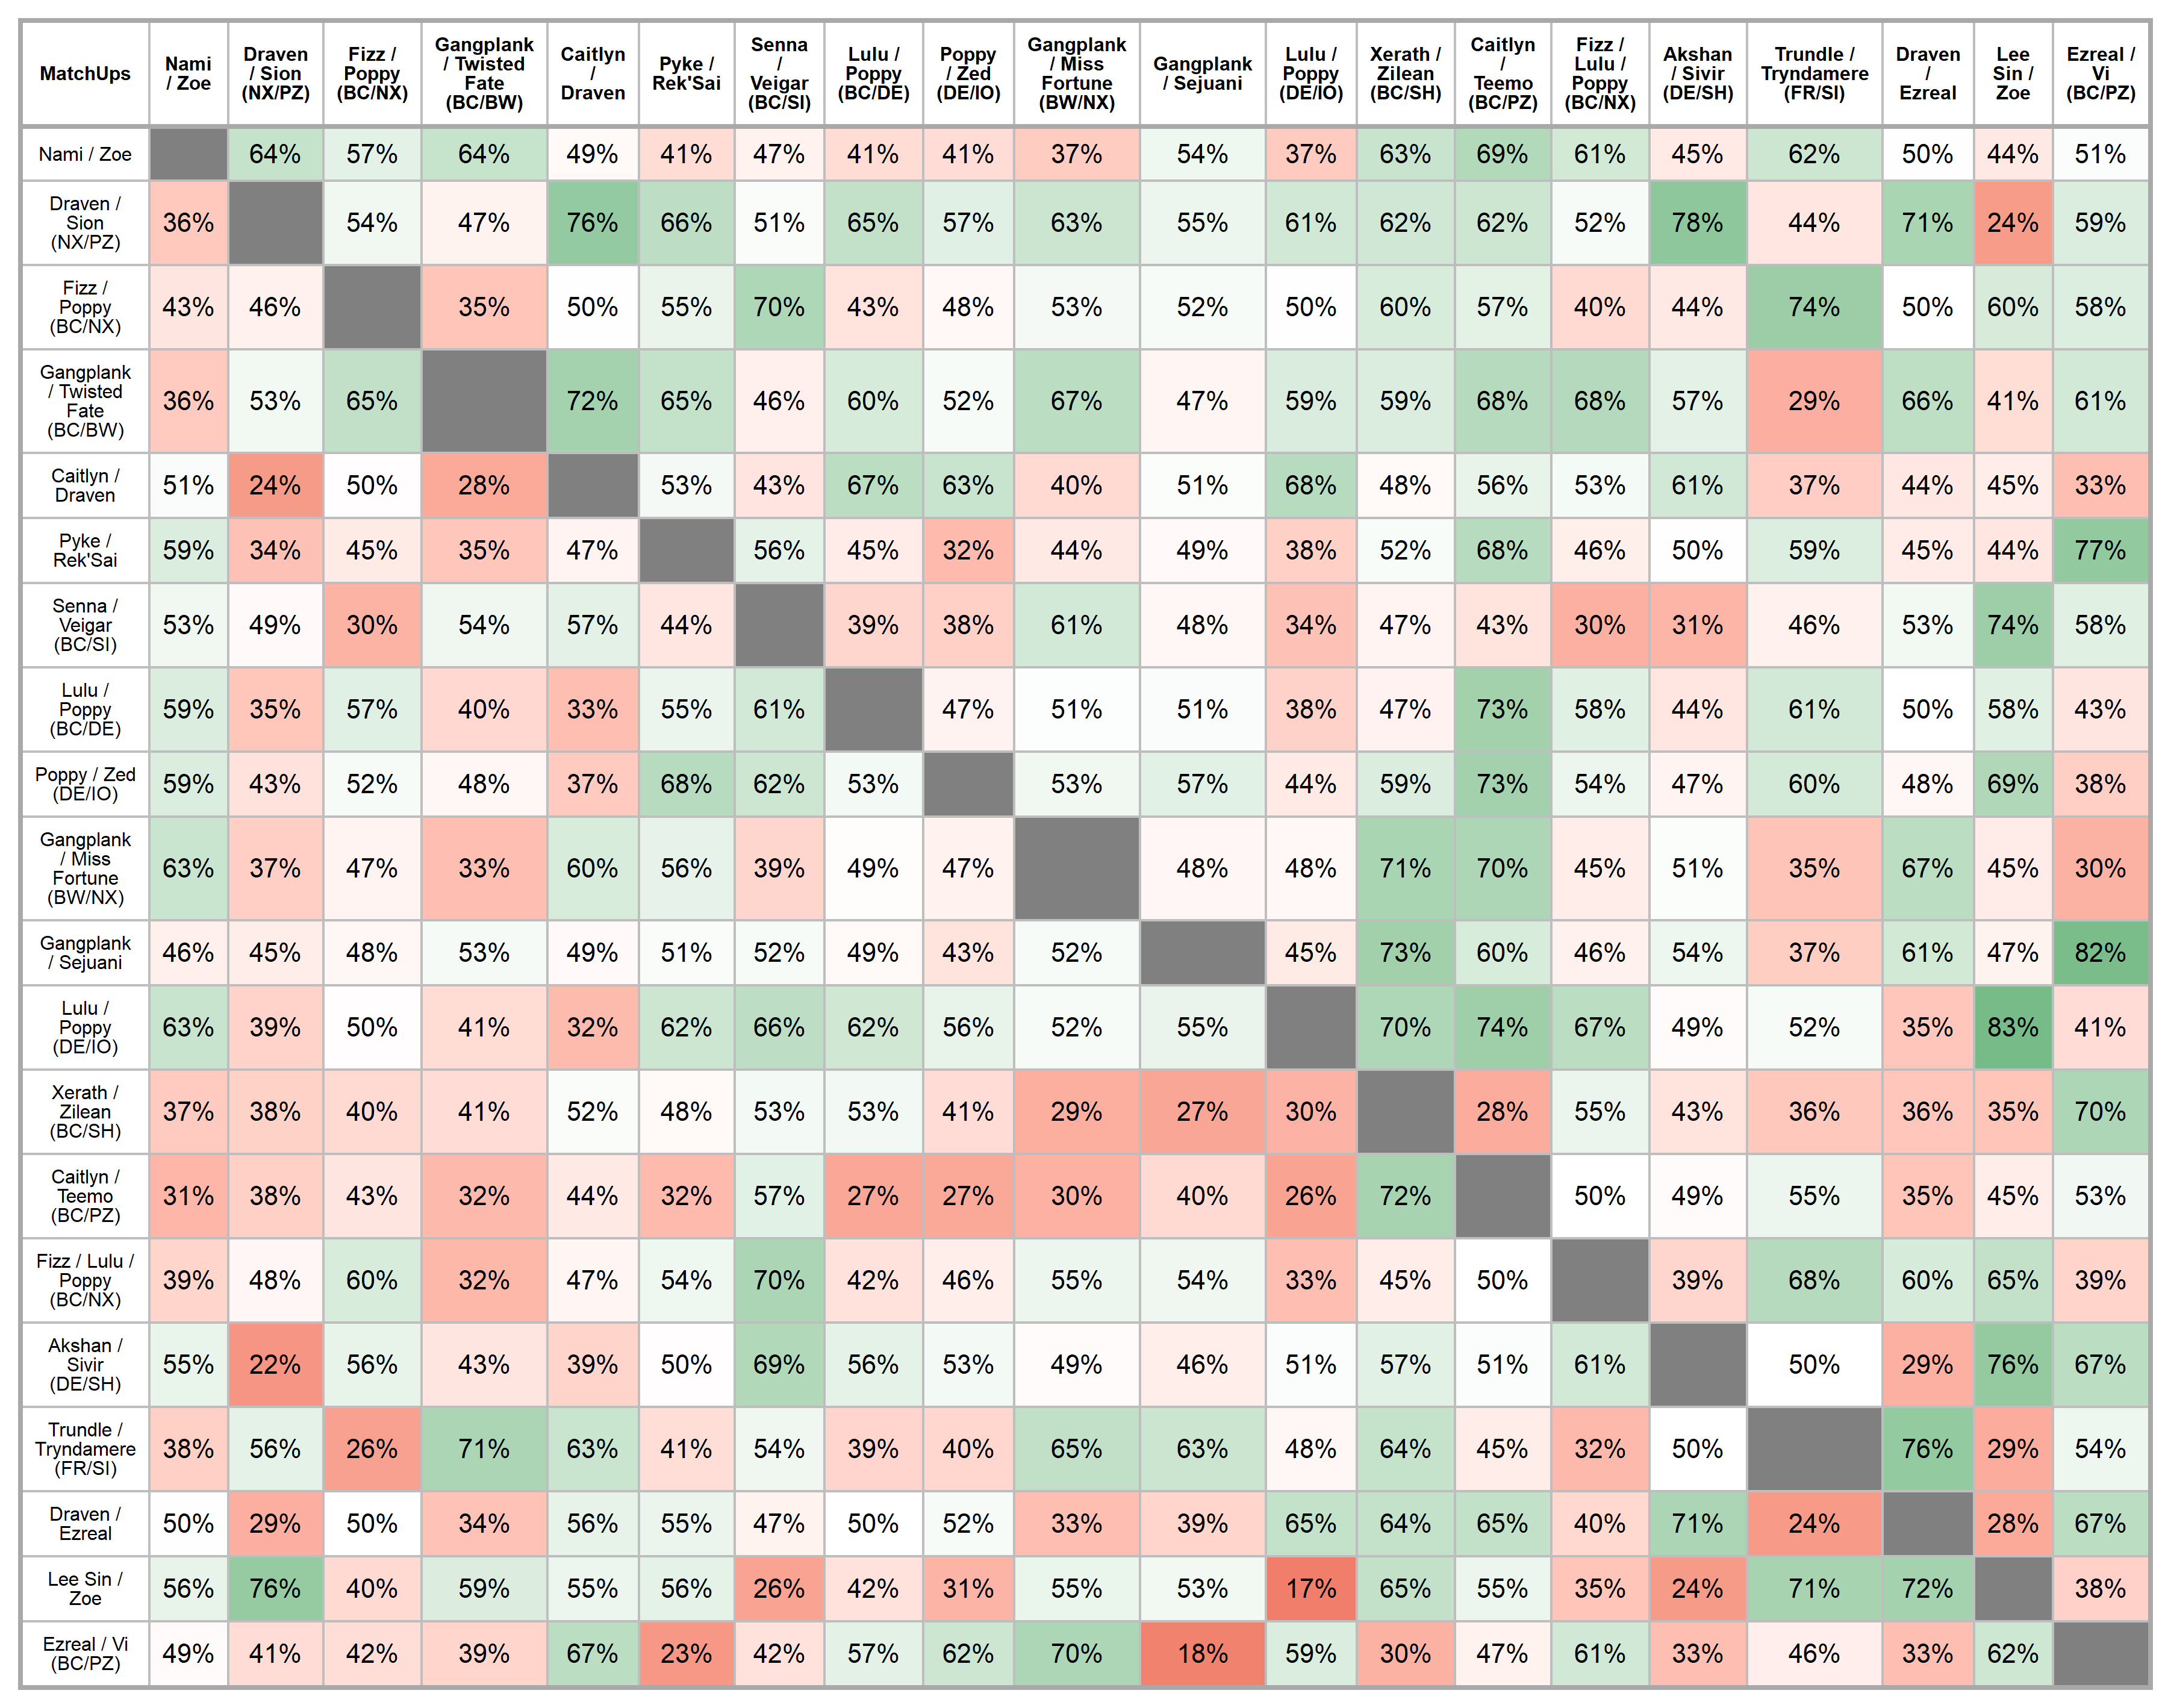 MatchUps Nami / Zoe Draven / Sion (NX/PZ) Fizz / Poppy (BC/NX) Gangplank / Twisted Fate (BC/BW) Caitlyn / Draven Pyke / Rek'Sai Senna / Veigar (BC/SI) Lulu / Poppy (BC/DE) Poppy / Zed (DE/IO) Gangplank / Miss Fortune (BW/NX) Gangplank / Sejuani Lulu / Poppy (DE/IO) Xerath / Zilean (BC/SH) Caitlyn / Teemo (BC/PZ) Fizz / Lulu / Poppy (BC/NX) Akshan / Sivir (DE/SH) Trundle / Tryndamere (FR/SI) Draven / Ezreal Lee Sin / Zoe Ezreal / Vi (BC/PZ)
Nami / Zoe 64% 57% 64% 49% 41% 47% 41% 41% 37% 54% 37% 63% 69% 61% 45% 62% 50% 44% 51%
Draven / Sion (NX/PZ) 36% 54% 47% 76% 66% 51% 65% 57% 63% 55% 61% 62% 62% 52% 78% 44% 71% 24% 59%
Fizz / Poppy (BC/NX) 43% 46% 35% 50% 55% 70% 43% 48% 53% 52% 50% 60% 57% 40% 44% 74% 50% 60% 58%
Gangplank / Twisted Fate (BC/BW) 36% 53% 65% 72% 65% 46% 60% 52% 67% 47% 59% 59% 68% 68% 57% 29% 66% 41% 61%
Caitlyn / Draven 51% 24% 50% 28% 53% 43% 67% 63% 40% 51% 68% 48% 56% 53% 61% 37% 44% 45% 33%
Pyke / Rek'Sai 59% 34% 45% 35% 47% 56% 45% 32% 44% 49% 38% 52% 68% 46% 50% 59% 45% 44% 77%
Senna / Veigar (BC/SI) 53% 49% 30% 54% 57% 44% 39% 38% 61% 48% 34% 47% 43% 30% 31% 46% 53% 74% 58%
Lulu / Poppy (BC/DE) 59% 35% 57% 40% 33% 55% 61% 47% 51% 51% 38% 47% 73% 58% 44% 61% 50% 58% 43%
Poppy / Zed (DE/IO) 59% 43% 52% 48% 37% 68% 62% 53% 53% 57% 44% 59% 73% 54% 47% 60% 48% 69% 38%
Gangplank / Miss Fortune (BW/NX) 63% 37% 47% 33% 60% 56% 39% 49% 47% 48% 48% 71% 70% 45% 51% 35% 67% 45% 30%
Gangplank / Sejuani 46% 45% 48% 53% 49% 51% 52% 49% 43% 52% 45% 73% 60% 46% 54% 37% 61% 47% 82%
Lulu / Poppy (DE/IO) 63% 39% 50% 41% 32% 62% 66% 62% 56% 52% 55% 70% 74% 67% 49% 52% 35% 83% 41%
Xerath / Zilean (BC/SH) 37% 38% 40% 41% 52% 48% 53% 53% 41% 29% 27% 30% 28% 55% 43% 36% 36% 35% 70%
Caitlyn / Teemo (BC/PZ) 31% 38% 43% 32% 44% 32% 57% 27% 27% 30% 40% 26% 72% 50% 49% 55% 35% 45% 53%
Fizz / Lulu / Poppy (BC/NX) 39% 48% 60% 32% 47% 54% 70% 42% 46% 55% 54% 33% 45% 50% 39% 68% 60% 65% 39%
Akshan / Sivir (DE/SH) 55% 22% 56% 43% 39% 50% 69% 56% 53% 49% 46% 51% 57% 51% 61% 50% 29% 76% 67%
Trundle / Tryndamere (FR/SI) 38% 56% 26% 71% 63% 41% 54% 39% 40% 65% 63% 48% 64% 45% 32% 50% 76% 29% 54%
Draven / Ezreal 50% 29% 50% 34% 56% 55% 47% 50% 52% 33% 39% 65% 64% 65% 40% 71% 24% 28% 67%
Lee Sin / Zoe 56% 76% 40% 59% 55% 56% 26% 42% 31% 55% 53% 17% 65% 55% 35% 24% 71% 72% 38%
Ezreal / Vi (BC/PZ) 49% 41% 42% 39% 67% 23% 42% 57% 62% 70% 18% 59% 30% 47% 61% 33% 46% 33% 62%